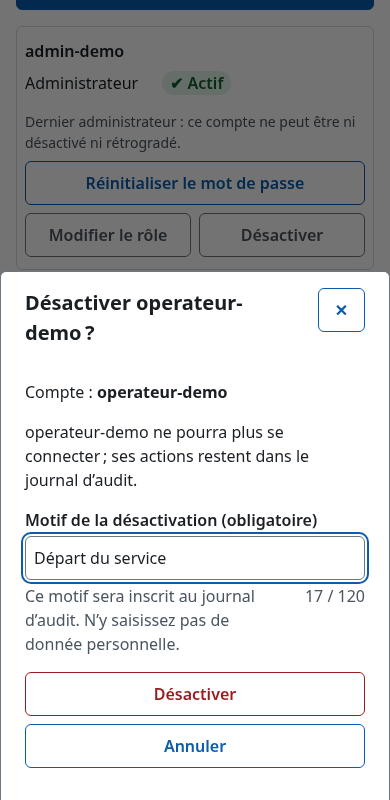 admin-demo
Administrateur ✔ Actif
Dernier administrateur : ce compte ne peut être ni
désactivé ni rétrogradé.
Réinitialiser le mot de passe
Modifier le rôle Désactiver
Désactiver operateur-
demo ?
×
Compte : operateur-demo
operateur-demo ne pourra plus se
connecter ; ses actions restent dans le
journal d’audit.
Motif de la désactivation (obligatoire)
Départ du service
Ce motif sera inscrit au journal 17 / 120
d’audit. N’y saisissez pas de
donnée personnelle.
Désactiver
Annuler